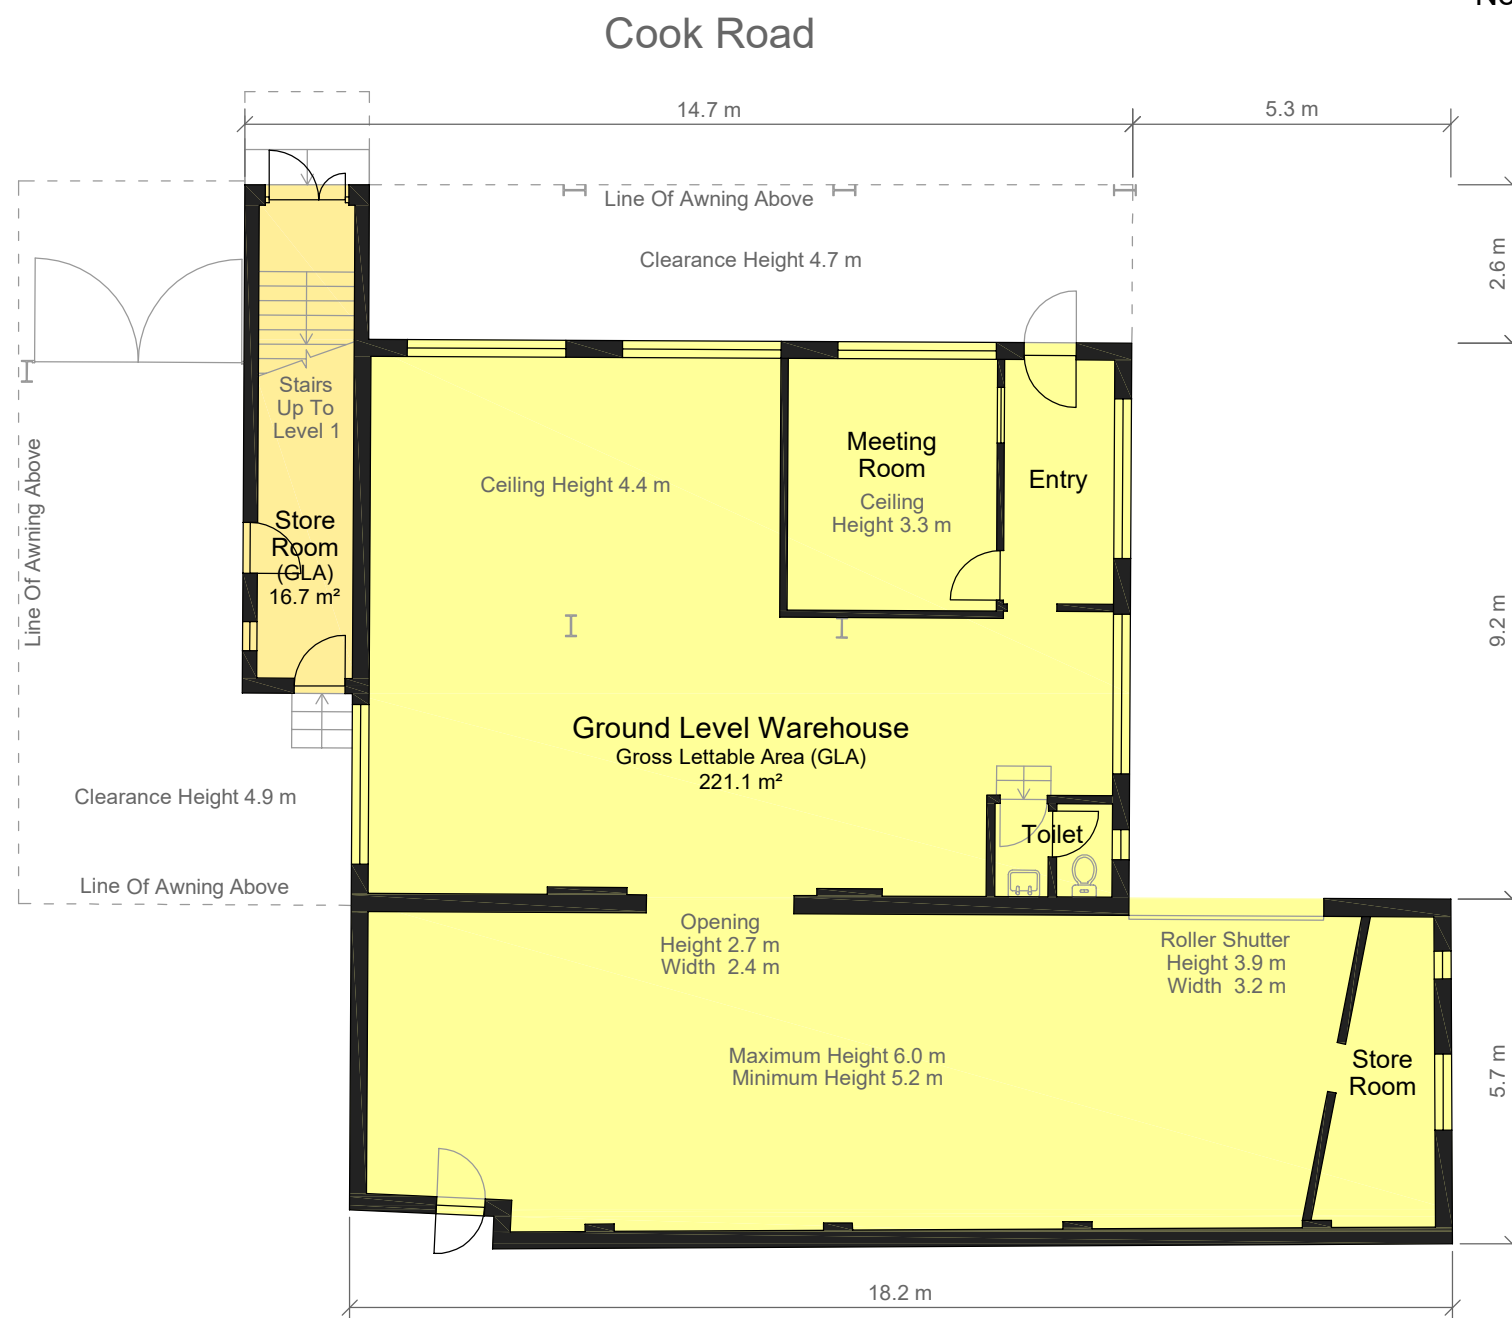 Cook Road
14.7 m
5.3 m
Line Of Awning Above
Clearance Height 4.7 m
2.6 m
Stairs
Up To
Level 1
Line Of Awning Above
Store
Room
(GLA)
16.7 m²
Ceiling Height 4.4 m
Meeting
Room
Ceiling
Height 3.3 m
Entry
9.2 m
Ground Level Warehouse
Gross Lettable Area (GLA)
221.1 m²
Clearance Height 4.9 m
Line Of Awning Above
Toilet
Opening
Height 2.7 m
Width 2.4 m
Roller Shutter
Height 3.9 m
Width 3.2 m
Maximum Height 6.0 m
Minimum Height 5.2 m
Store
Room
5.7 m
18.2 m